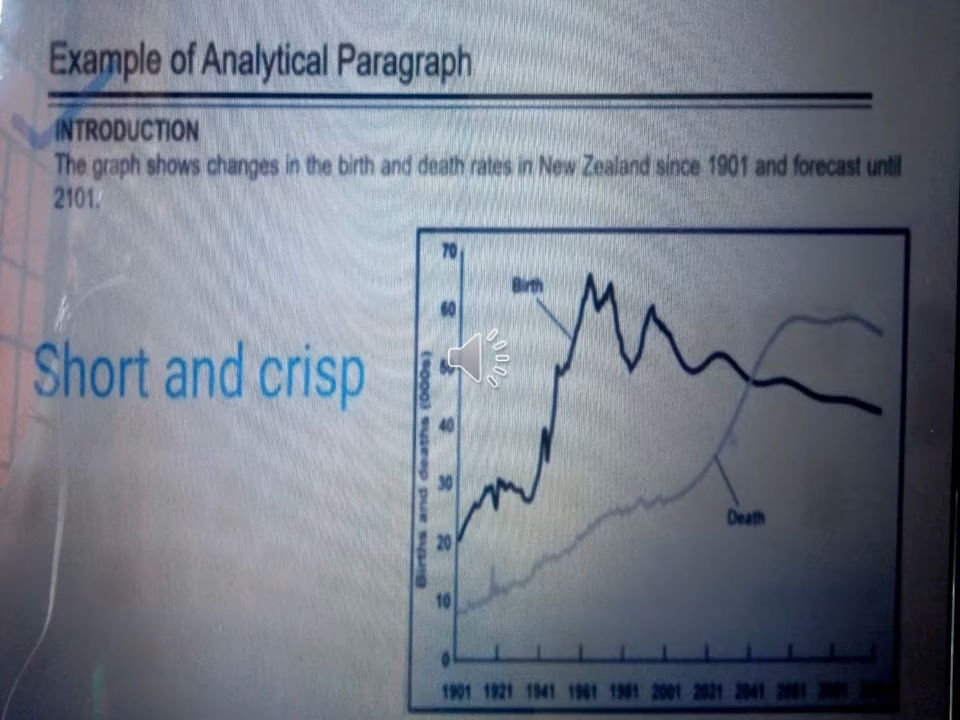 Example of Analytical Paragraph
INTRODUCTION
The graph shows changes in the birth and death rates in New Zealand since 1901 and forecast until
2101.
Short and crisp
Births and deaths (000s)
70
60
50
40
30
20
10
0
Birth
Death
1901 1921 1941 1961 1981 2001 2021 2041 2061